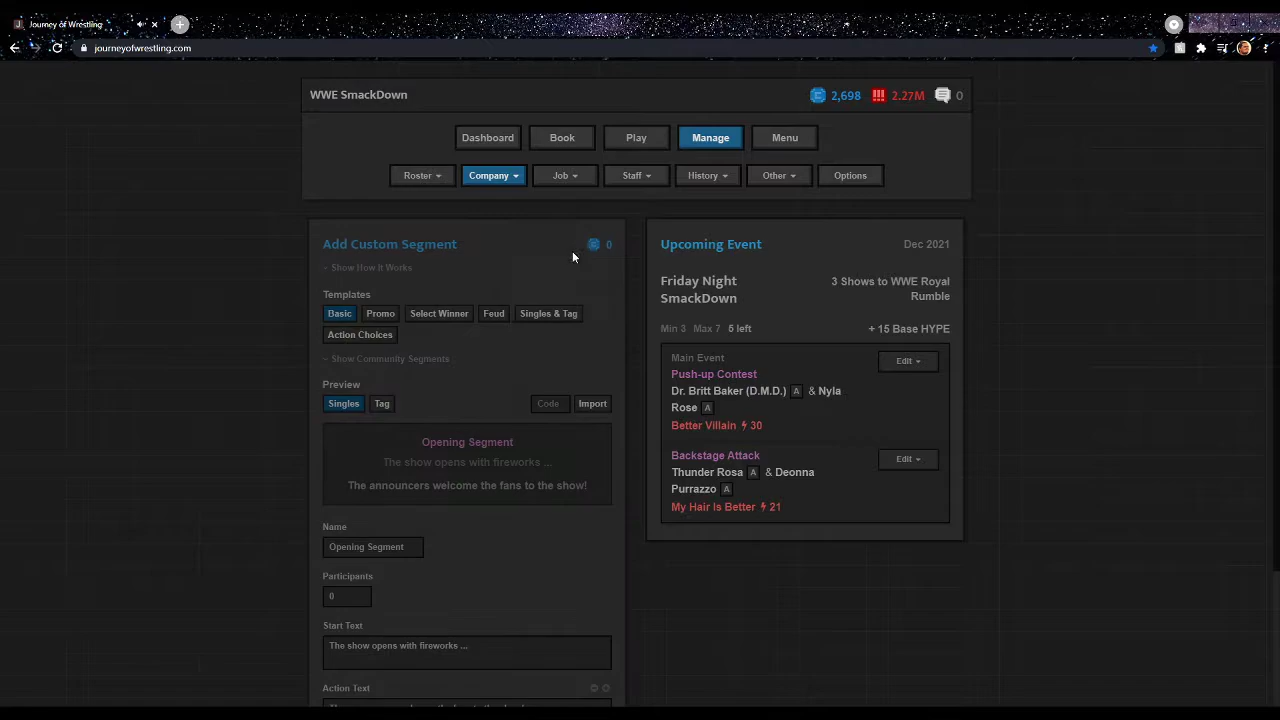 Journey of Wrestling
journeyofwrestling.com
WWE SmackDown
2,698
2.27M
0
Dashboard
Book
Play
Manage
Menu
Roster
Company
Job
Staff
History
Other
Options
Add Custom Segment
0
~ Show How It Works
Templates
Basic
Promo
Select Winner
Feud
Singles & Tag
Action Choices
~ Show Community Segments
Preview
Singles
Tag
Code
Import
Opening Segment
The show opens with fireworks ...
The announcers welcome the fans to the show!
Name
Opening Segment
Participants
0
Start Text
The show opens with fireworks ...
Action Text
Upcoming Event
Dec 2021
Friday Night
SmackDown
3 Shows to WWE Royal
Rumble
Min 3 Max 7 5 left
+ 15 Base HYPE
Main Event
Edit
Push-up Contest
Dr. Britt Baker (D.M.D.) A & Nyla
Rose A
Better Villain 30
Backstage Attack
Edit
Thunder Rosa A & Deonna
Purrazzo A
My Hair Is Better 21